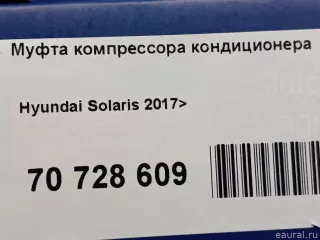 Муфта компрессора кондиционера
Hyundai Solaris 2017>
70 728 609
eaural.ru